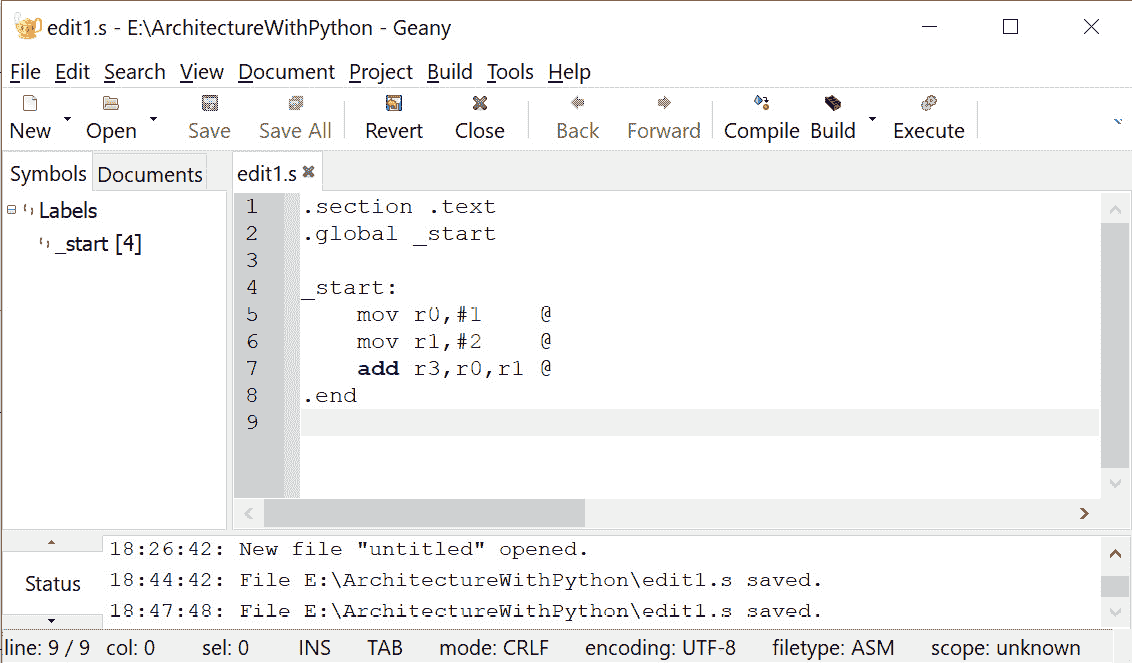 edit1.s - E:\ArchitectureWithPython - Geany
File Edit Search View Document Project Build Tools Help
New Open Save Save All Revert Close Back Forward Compile Build Execute
Symbols Documents edit1.s
Labels
_start [4]
1 .section .text
2 .global _start
3
4 _start:
5 mov r0,#1 @
6 mov r1,#2 @
7 add r3,r0,r1 @
8 .end
9
Status
18:26:42: New file "untitled" opened.
18:44:42: File E:\ArchitectureWithPython\edit1.s saved.
18:47:48: File E:\ArchitectureWithPython\edit1.s saved.
line: 9 / 9 col: 0 sel: 0 INS TAB mode: CRLF encoding: UTF-8 filetype: ASM scope: unknown